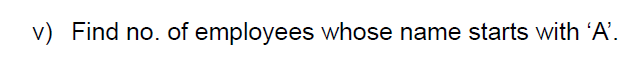 v) Find no. of employees whose name starts with ‘A’.